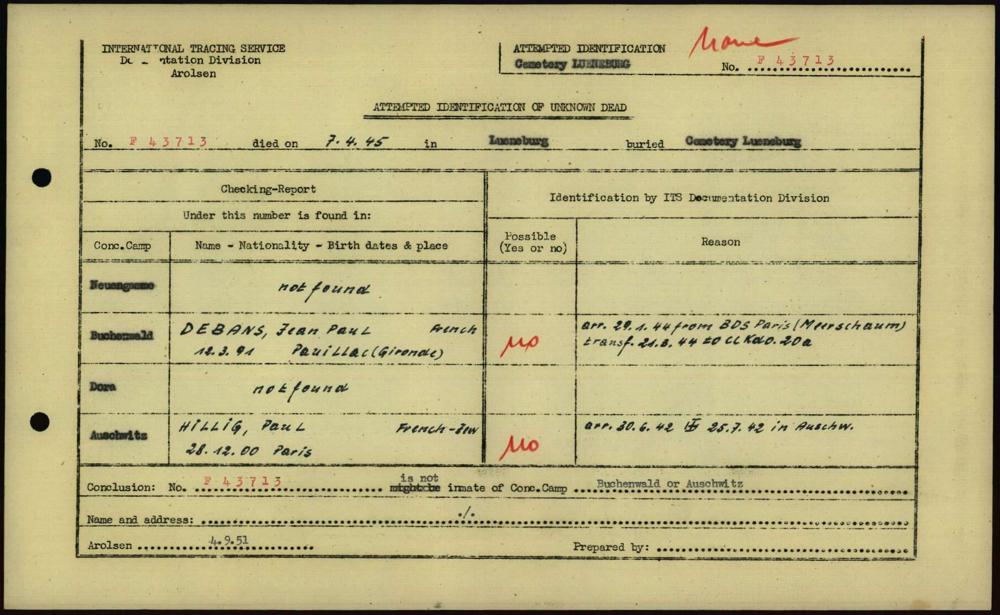 INTERNATIONAL TRACING SERVICE
Documentation Division
Arolsen
ATTEMPTED IDENTIFICATION
Cemetery LUENEBURG
None
No. F 43713
ATTEMPTED IDENTIFICATION OF UNKNOWN DEAD
No. F 43713 died on 7.4.45 in Lueneburg buried Cemetery Lueneburg
Checking-Report
Under this number is found in:
Identification by ITS Documentation Division
Conc.Camp
Name - Nationality - Birth dates & place
Possible
(Yes or no)
Reason
Neuengamme
not found
Buchenwald
DEBANS, Jean Paul French
12.3.91 Pauillac (Gironde)
no
arr. 29.1.44 from BDS Paris (Meerschaum)
transf. 21.8.44 to CC Kdo. 20a
Dora
not found
Auschwitz
HILLIG, Paul French-Jew
28.12.00 Paris
no
arr. 30.6.42 25.7.42 in Auschw.
Conclusion: No. F 43713 is not might be inmate of Conc.Camp Buchenwald or Auschwitz
Name and address: ./.
Arolsen 4.9.51
Prepared by: